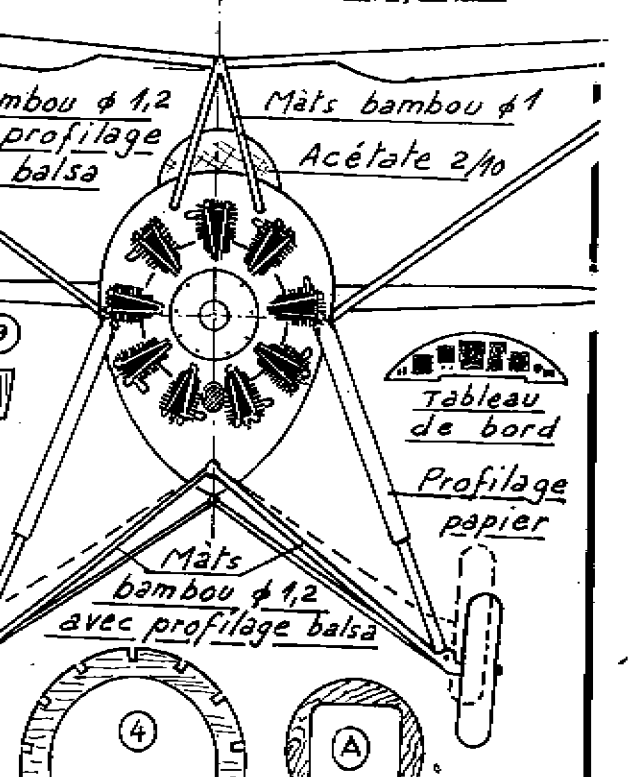 mbou φ 1,2
profilage
balsa
Mâts bambou φ1
Acétate 2/10
Tableau
de bord
Profilage
papier
Mâts
bambou φ 1,2
avec profilage balsa
4
A